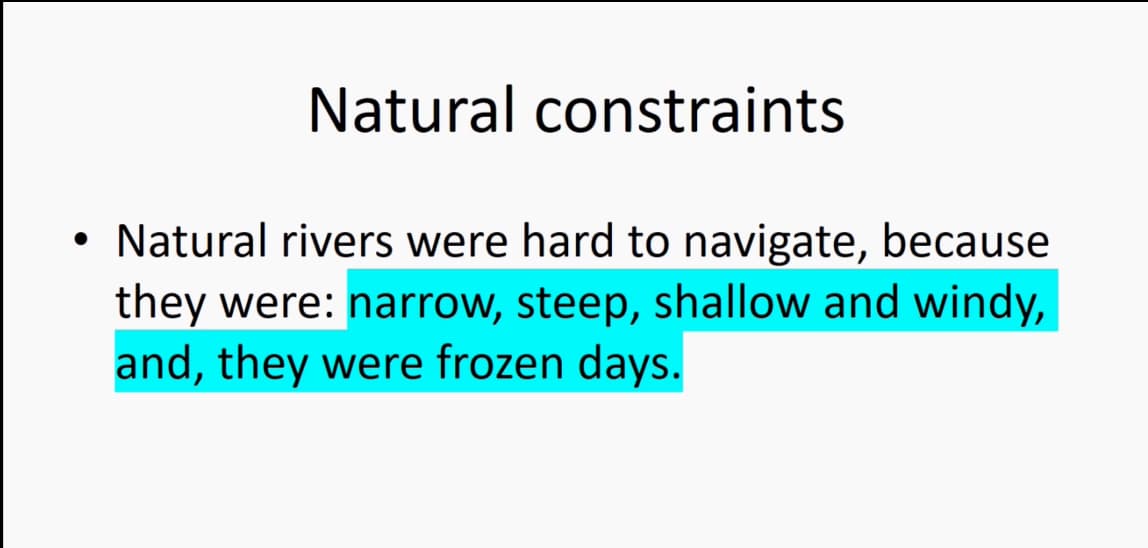 Natural constraints
• Natural rivers were hard to navigate, because
they were: narrow, steep, shallow and windy,
and, they were frozen days.